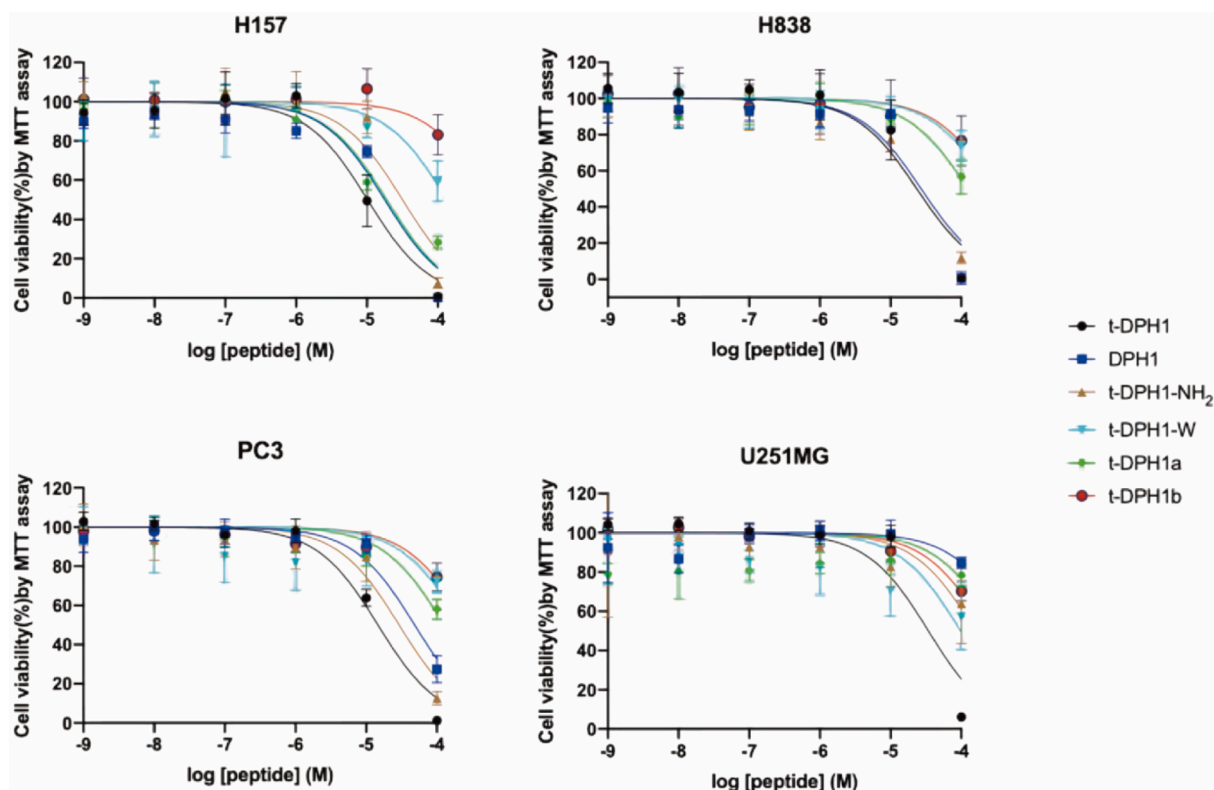 H157
Cell viability(%)by MTT assay
120
100
80
60
40
20
0
-9 -8 -7 -6 -5 -4
log [peptide] (M)
H838
Cell viability(%)by MTT assay
120
100
80
60
40
20
0
-9 -8 -7 -6 -5 -4
log [peptide] (M)
PC3
Cell viability(%)by MTT assay
120
100
80
60
40
20
0
-9 -8 -7 -6 -5 -4
log [peptide] (M)
U251MG
Cell viability(%)by MTT assay
120
100
80
60
40
20
0
-9 -8 -7 -6 -5 -4
log [peptide] (M)
t-DPH1
DPH1
t-DPH1-NH₂
t-DPH1-W
t-DPH1a
t-DPH1b